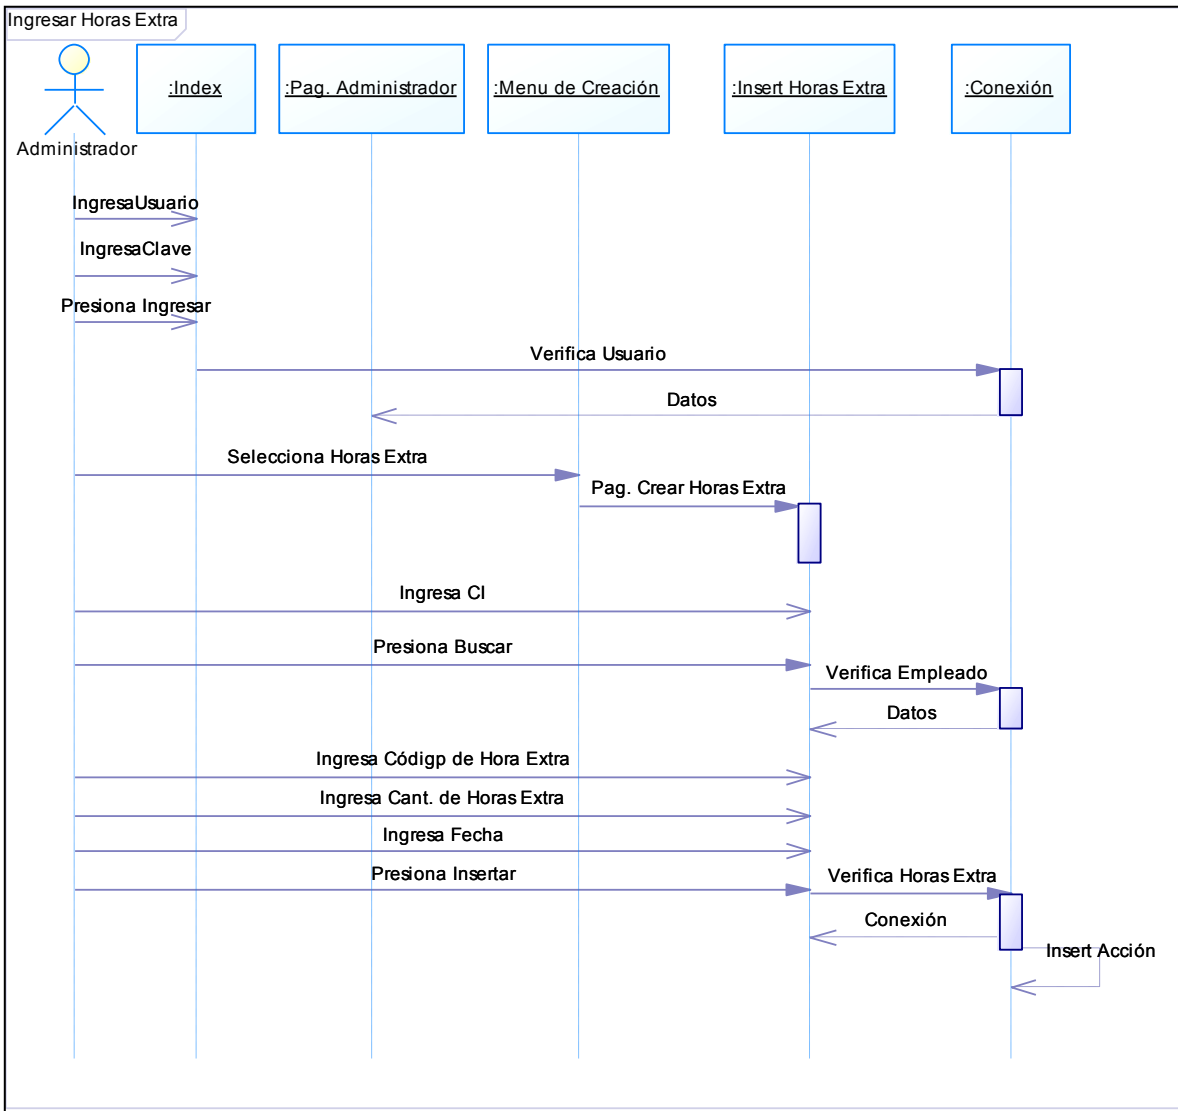 Ingresar Horas Extra
:Index
:Pag. Administrador
:Menu de Creación
:Insert Horas Extra
:Conexión
Administrador
IngresaUsuario
IngresaClave
Presiona Ingresar
Verifica Usuario
Datos
Selecciona Horas Extra
Pag. Crear Horas Extra
Ingresa CI
Presiona Buscar
Verifica Empleado
Datos
Ingresa Códigp de Hora Extra
Ingresa Cant. de Horas Extra
Ingresa Fecha
Presiona Insertar
Verifica Horas Extra
Conexión
Insert Acción